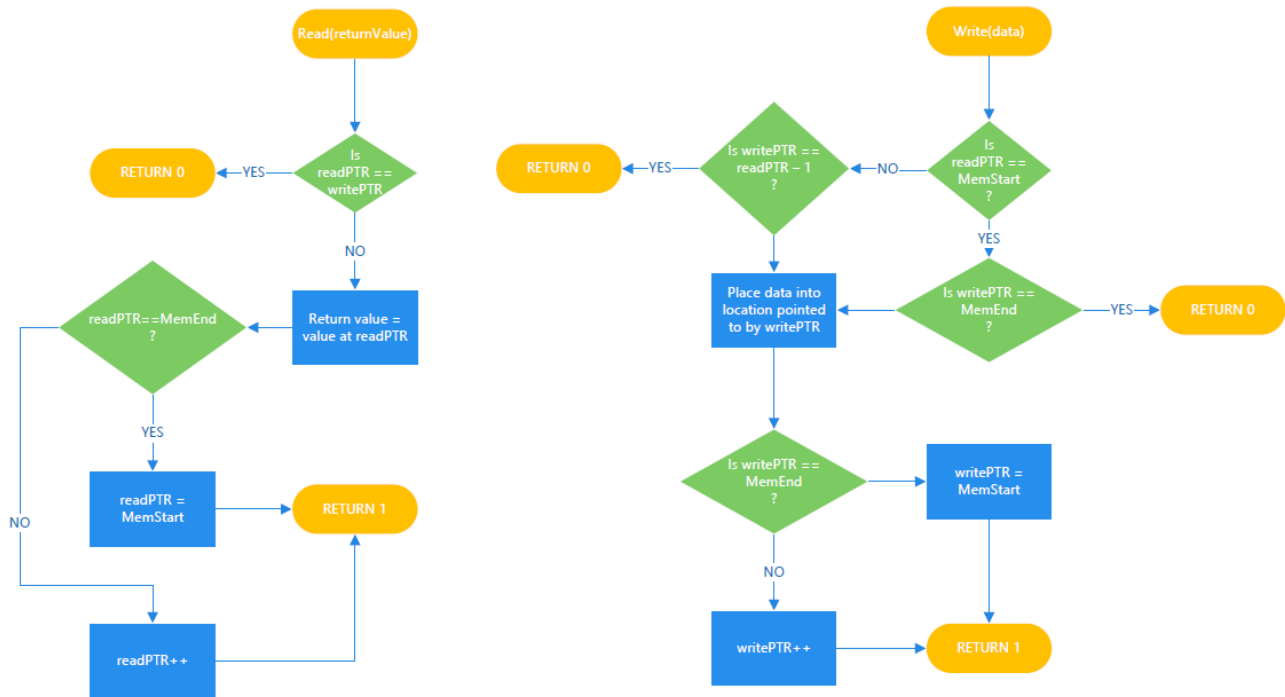 Read(returnValue)
Is
readPTR ==
writePTR
YES
RETURN 0
NO
Return value =
value at readPTR
readPTR==MemEnd
?
YES
readPTR =
MemStart
RETURN 1
NO
readPTR++
Write(data)
Is
readPTR ==
MemStart
?
NO
Is writePTR ==
readPTR – 1
?
YES
RETURN 0
YES
Is writePTR ==
MemEnd
?
YES
RETURN 0
Place data into
location pointed
to by writePTR
Is writePTR ==
MemEnd
?
writePTR =
MemStart
NO
writePTR++
RETURN 1